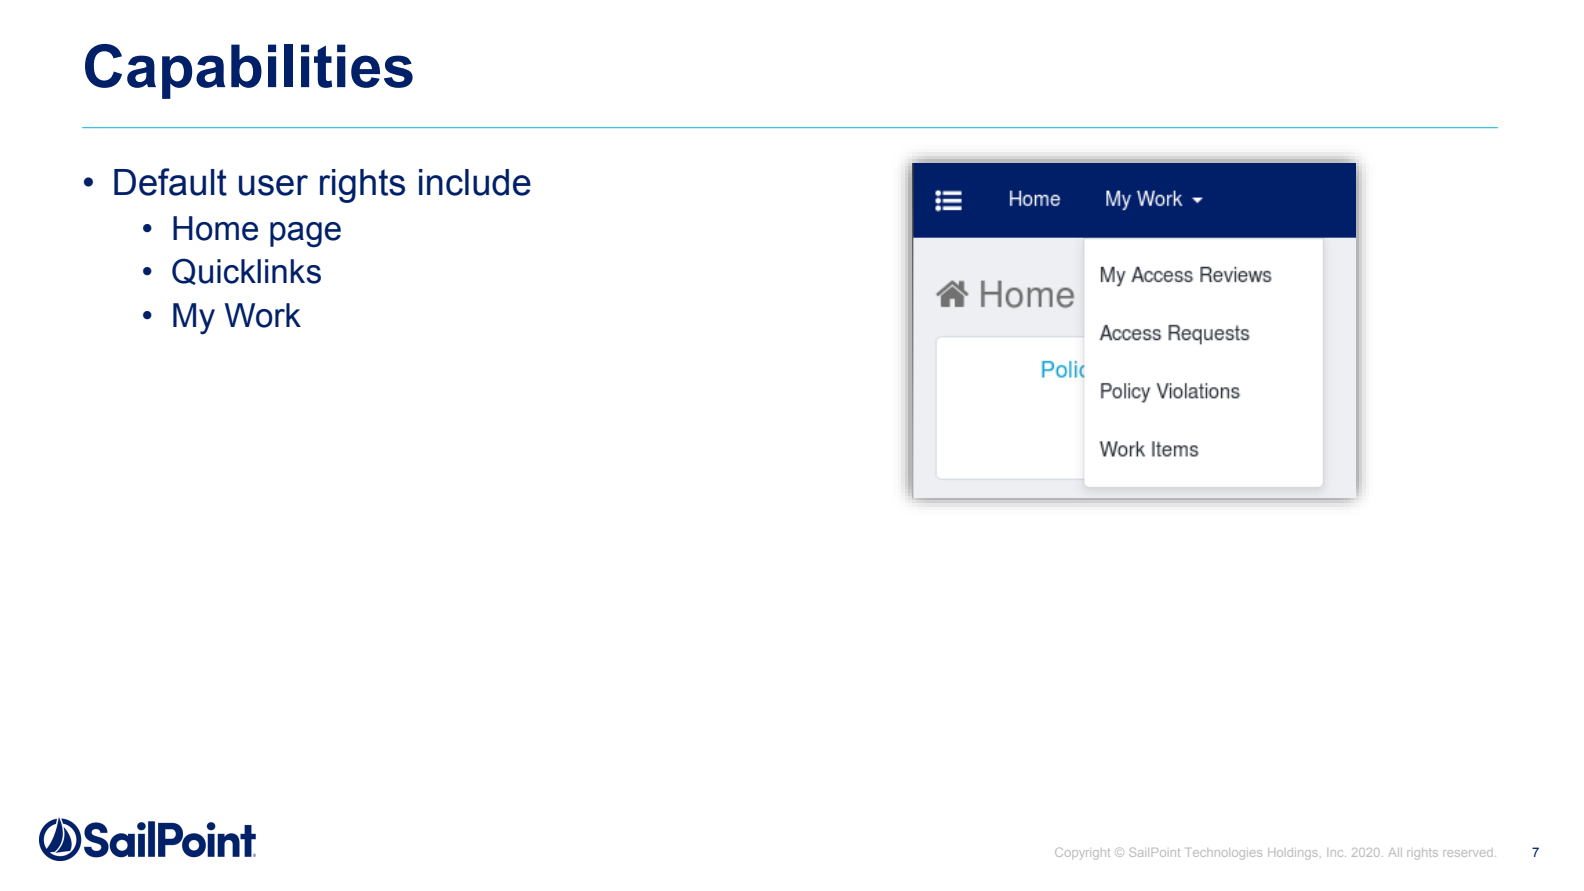 Capabilities
• Default user rights include
• Home page
• Quicklinks
• My Work
Home My Work
Home
My Access Reviews
Access Requests
Polic
Policy Violations
Work Items
SailPoint
Copyright © SailPoint Technologies Holdings, Inc. 2020. All rights reserved. 7